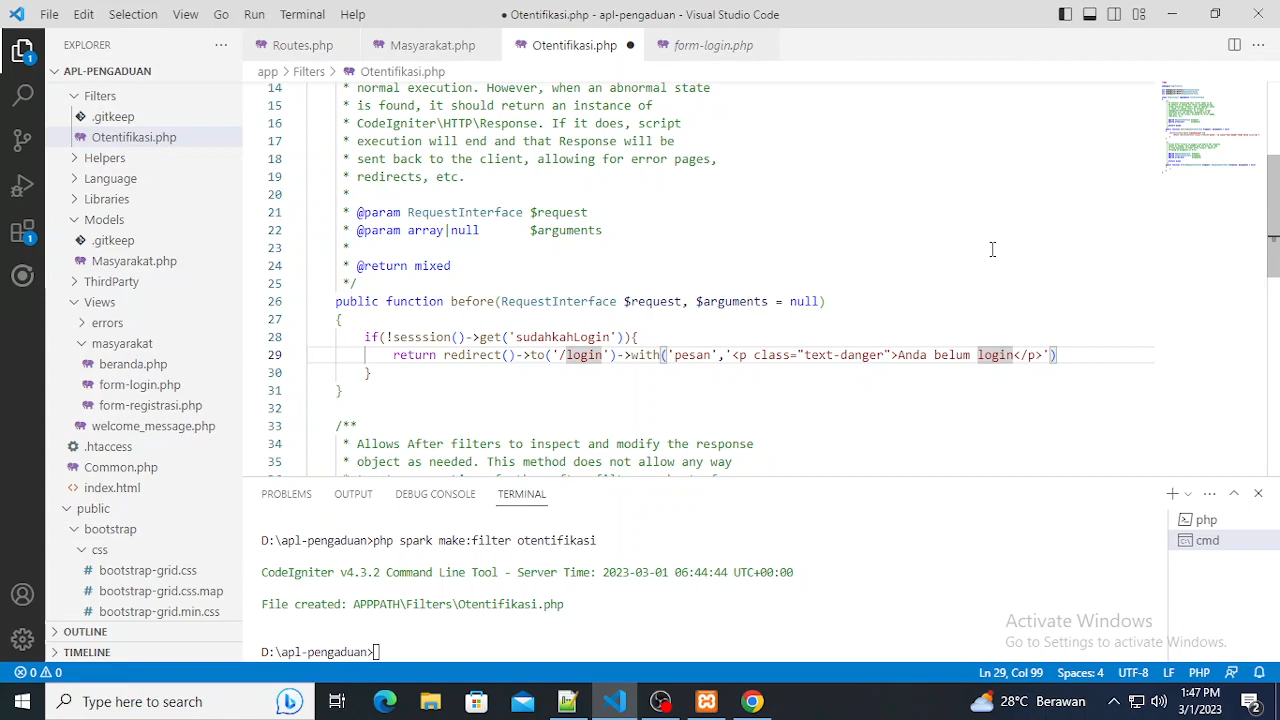 File Edit Selection View Go Run Terminal Help
● Otentifikasi.php - apl-pengaduan - Visual Studio Code
EXPLORER
APL-PENGADUAN
Filters
.gitkeep
Otentifikasi.php
Helpers
Language
Libraries
Models
.gitkeep
Masyarakat.php
ThirdParty
Views
errors
masyarakat
beranda.php
form-login.php
form-registrasi.php
welcome_message.php
.htaccess
Common.php
index.html
public
bootstrap
css
bootstrap-grid.css
bootstrap-grid.css.map
bootstrap-grid.min.css
OUTLINE
TIMELINE
Routes.php Masyarakat.php Otentifikasi.php form-login.php
app > Filters > Otentifikasi.php
14 * normal execution. However, when an abnormal state
15 * is found, it should return an instance of
16 * CodeIgniter\HTTP\Response. If it does, script
17 * execution will end and that Response will be
18 * sent back to the client, allowing for error pages,
19 * redirects, etc.
20 *
21 * @param RequestInterface $request
22 * @param array|null $arguments
23 *
24 * @return mixed
25 */
26 public function before(RequestInterface $request, $arguments = null)
27 {
28 if(!sesssion()->get('sudahkahLogin')){
29 return redirect()->to('/login')->with('pesan','<p class="text-danger">Anda belum login</p>')
30 }
31 }
32
33 /**
34 * Allows After filters to inspect and modify the response
35 * object as needed. This method does not allow any way
PROBLEMS OUTPUT DEBUG CONSOLE TERMINAL
D:\apl-pengaduan>php spark make:filter otentifikasi
CodeIgniter v4.3.2 Command Line Tool - Server Time: 2023-03-01 06:44:44 UTC+00:00
File created: APPPATH\Filters\Otentifikasi.php
D:\apl-pengaduan>
php
cmd
Activate Windows
Go to Settings to activate Windows.
0 0
Ln 29, Col 99 Spaces: 4 UTF-8 LF PHP
Type here to search
28°C Berawan
1:47 PM
3/1/2023
2